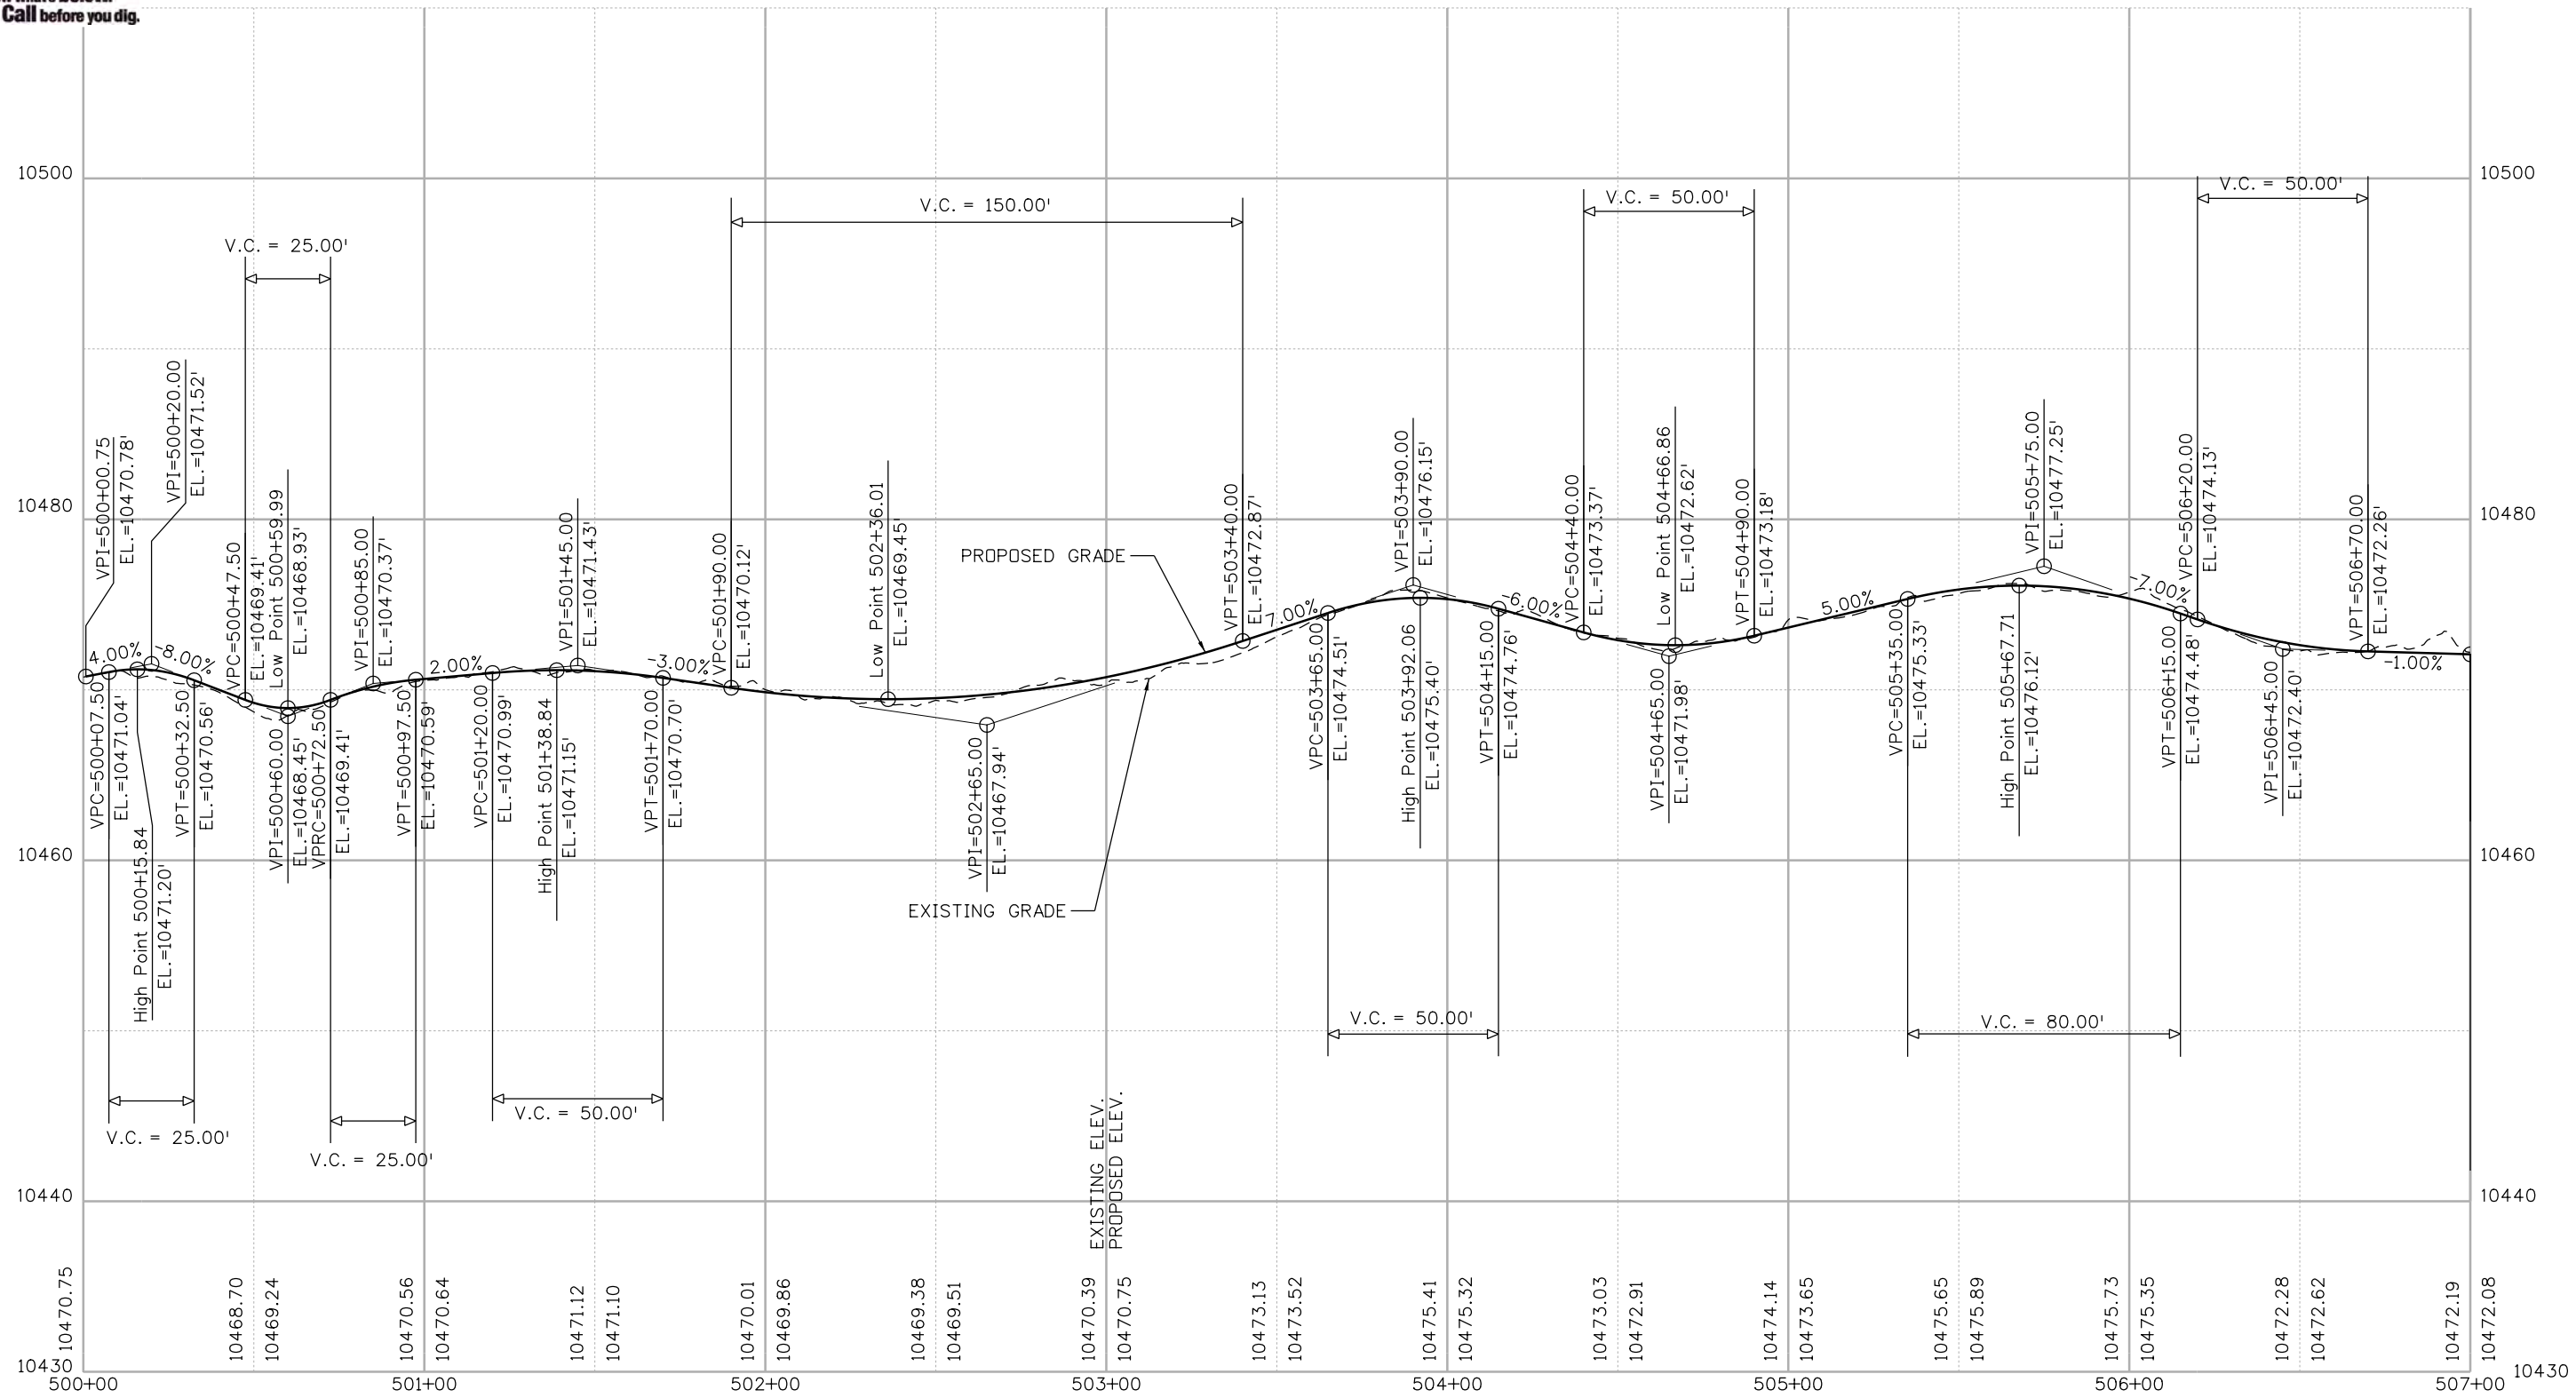 Call before you dig.
10500
10500
V.C. = 25.00'
V.C. = 150.00'
V.C. = 50.00'
V.C. = 50.00'
10480
10480
VPI=500+00.75
EL.=10470.78'
VPI=500+20.00
EL.=10471.52'
VPC=500+47.50
EL.=10469.41'
Low Point 500+59.99
EL.=10468.93'
VPI=500+85.00
EL.=10470.37'
VPI=501+45.00
EL.=10471.43'
VPC=501+90.00
EL.=10470.12'
Low Point 502+36.01
EL.=10469.45'
PROPOSED GRADE
VPT=503+40.00
EL.=10472.87'
VPI=503+90.00
EL.=10476.15'
VPC=504+40.00
EL.=10473.37'
Low Point 504+66.86
EL.=10472.62'
VPT=504+90.00
EL.=10473.18'
VPI=505+75.00
EL.=10477.25'
VPC=506+20.00
EL.=10474.13'
VPT=506+70.00
EL.=10472.26'
4.00%
-8.00%
2.00%
-3.00%
7.00%
-6.00%
5.00%
-7.00%
-1.00%
VPC=500+07.50
EL.=10471.04'
High Point 500+15.84
EL.=10471.20'
VPT=500+32.50
EL.=10470.56'
VPI=500+60.00
EL.=10468.45'
VPRC=500+72.50
EL.=10469.41'
VPT=500+97.50
EL.=10470.59'
VPC=501+20.00
EL.=10470.99'
High Point 501+38.84
EL.=10471.15'
VPT=501+70.00
EL.=10470.70'
VPI=502+65.00
EL.=10467.94'
EXISTING GRADE
VPC=503+65.00
EL.=10474.51'
High Point 503+92.06
EL.=10475.40'
VPT=504+15.00
EL.=10474.76'
VPI=504+65.00
EL.=10471.98'
VPC=505+35.00
EL.=10475.33'
High Point 505+67.71
EL.=10476.12'
VPT=506+15.00
EL.=10474.48'
VPI=506+45.00
EL.=10472.40'
10460
10460
V.C. = 25.00'
V.C. = 25.00'
V.C. = 50.00'
V.C. = 50.00'
V.C. = 80.00'
EXISTING ELEV.
PROPOSED ELEV.
10440
10440
10470.75
10468.70
10469.24
10470.56
10470.64
10471.12
10471.10
10470.01
10469.86
10469.38
10469.51
10470.39
10470.75
10473.13
10473.52
10475.41
10475.32
10473.03
10472.91
10474.14
10473.65
10475.65
10475.89
10475.73
10475.35
10472.28
10472.62
10472.19
10472.08
10430
10430
500+00
501+00
502+00
503+00
504+00
505+00
506+00
507+00